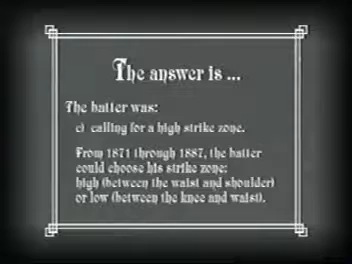 The answer is ...
The batter was:
c) calling for a high strike zone.
From 1871 through 1887, the batter
could choose his strike zone:
high (between the waist and shoulder)
or low (between the knee and waist).